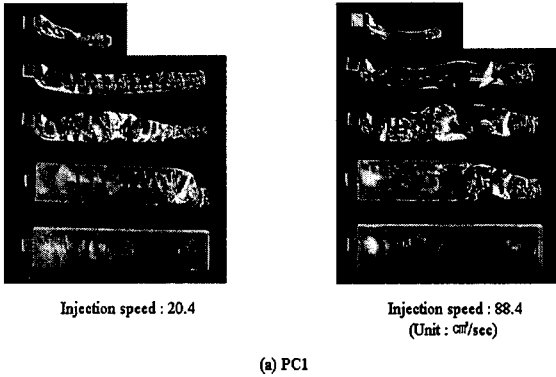 Injection speed : 20.4
Injection speed : 88.4
(Unit : ㎤/sec)
(a) PC1